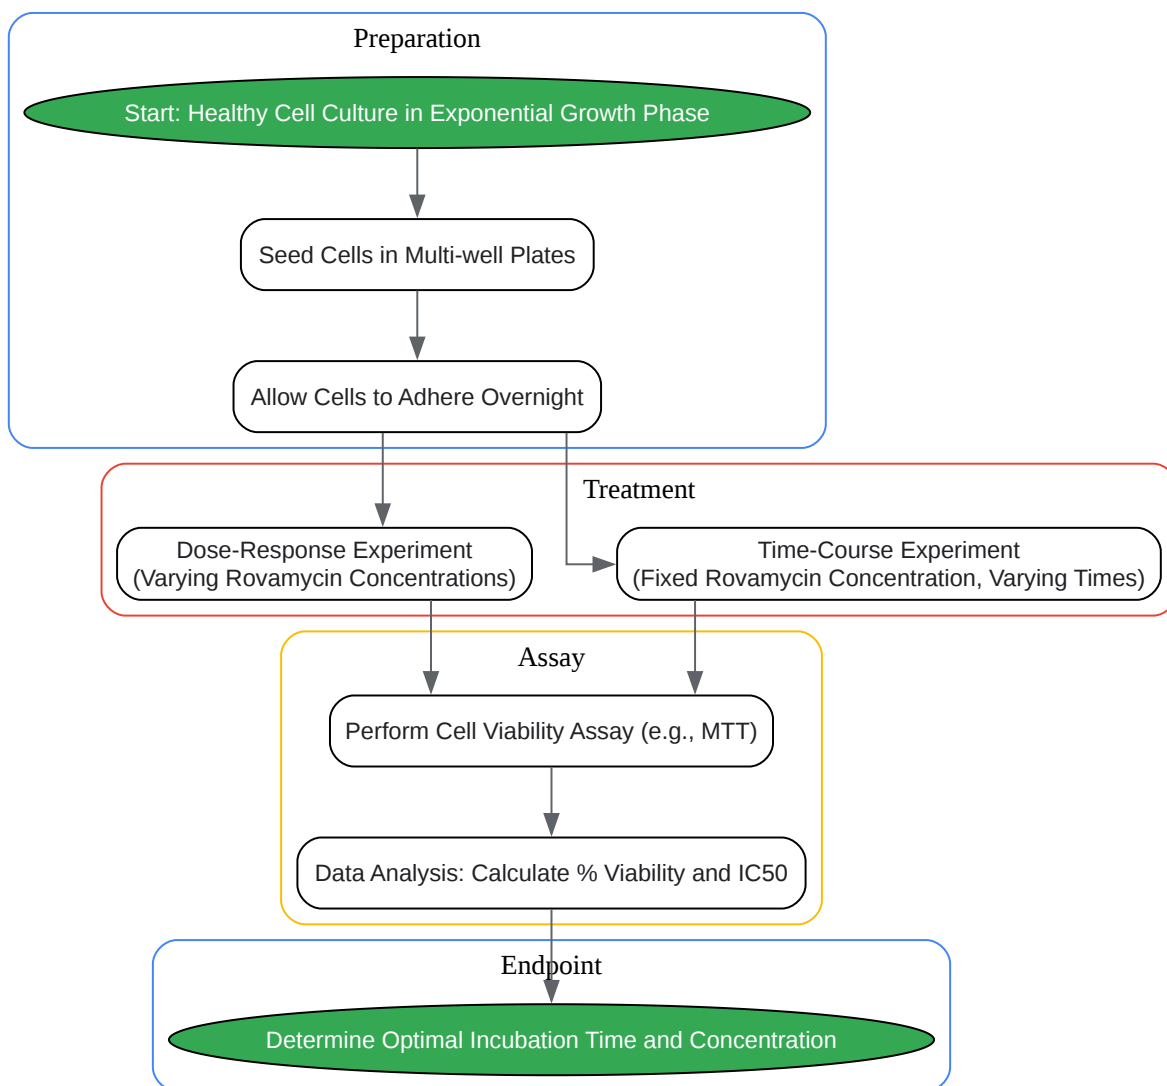 Preparation
Start: Healthy Cell Culture in Exponential Growth Phase
Seed Cells in Multi-well Plates
Allow Cells to Adhere Overnight
Treatment
Dose-Response Experiment
(Varying Rovamycin Concentrations)
Time-Course Experiment
(Fixed Rovamycin Concentration, Varying Times)
Assay
Perform Cell Viability Assay (e.g., MTT)
Data Analysis: Calculate % Viability and IC50
Endpoint
Determine Optimal Incubation Time and Concentration